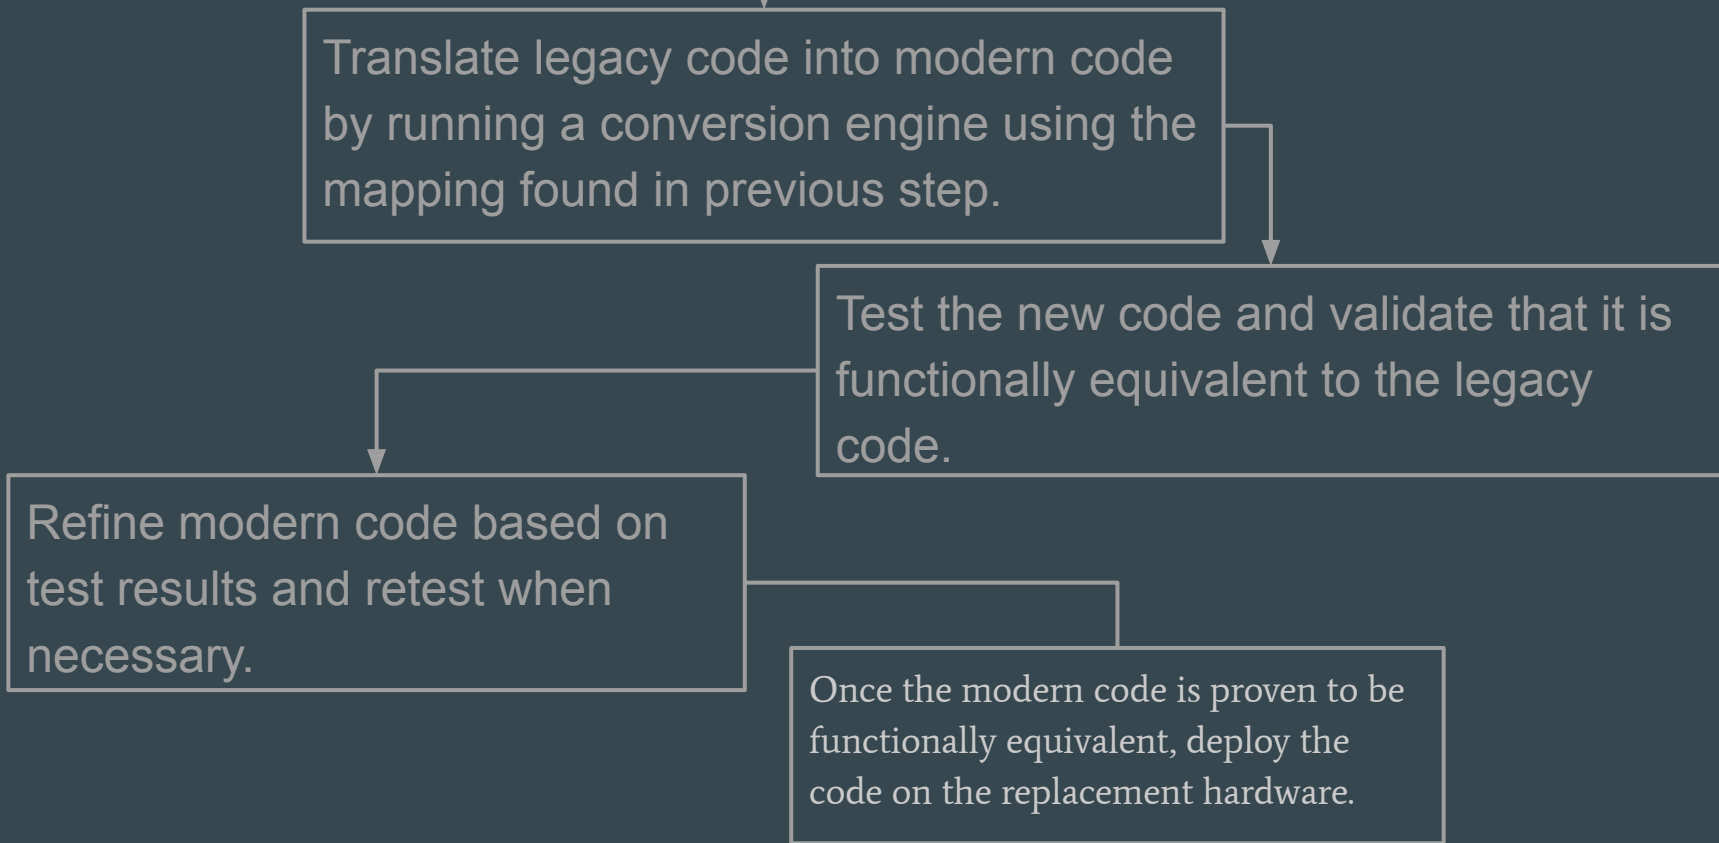 Translate legacy code into modern code
by running a conversion engine using the
mapping found in previous step.
Test the new code and validate that it is
functionally equivalent to the legacy
code.
Refine modern code based on
test results and retest when
necessary.
Once the modern code is proven to be
functionally equivalent, deploy the
code on the replacement hardware.